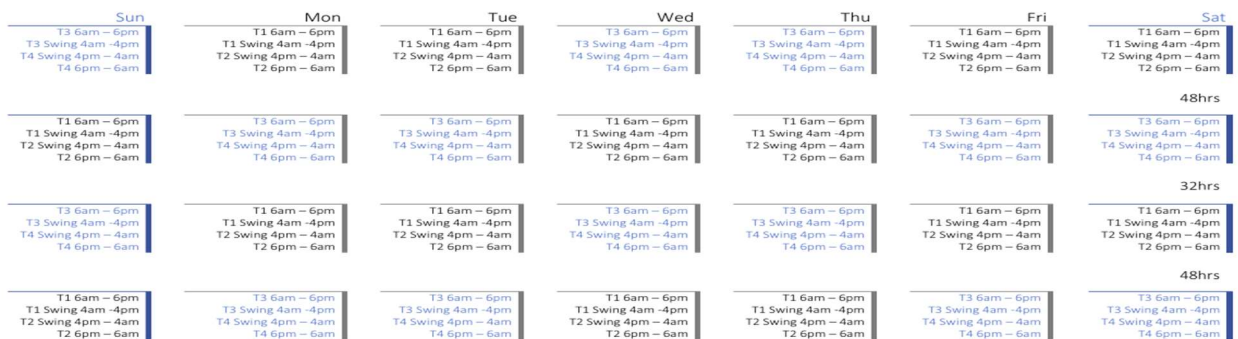 Sun Mon Tue Wed Thu Fri Sat
T3 6am – 6pm T1 6am – 6pm T1 6am – 6pm T3 6am – 6pm T3 6am – 6pm T1 6am – 6pm T1 6am – 6pm
T3 Swing 4am -4pm T1 Swing 4am -4pm T1 Swing 4am -4pm T3 Swing 4am -4pm T3 Swing 4am -4pm T1 Swing 4am -4pm T1 Swing 4am -4pm
T4 Swing 4pm – 4am T2 Swing 4pm – 4am T2 Swing 4pm – 4am T4 Swing 4pm – 4am T4 Swing 4pm – 4am T2 Swing 4pm – 4am T2 Swing 4pm – 4am
T4 6pm – 6am T2 6pm – 6am T2 6pm – 6am T4 6pm – 6am T4 6pm – 6am T2 6pm – 6am T2 6pm – 6am
48hrs
T1 6am – 6pm T3 6am – 6pm T3 6am – 6pm T1 6am – 6pm T1 6am – 6pm T3 6am – 6pm T3 6am – 6pm
T1 Swing 4am -4pm T3 Swing 4am -4pm T3 Swing 4am -4pm T1 Swing 4am -4pm T1 Swing 4am -4pm T3 Swing 4am -4pm T3 Swing 4am -4pm
T2 Swing 4pm – 4am T4 Swing 4pm – 4am T4 Swing 4pm – 4am T2 Swing 4pm – 4am T2 Swing 4pm – 4am T4 Swing 4pm – 4am T4 Swing 4pm – 4am
T2 6pm – 6am T4 6pm – 6am T4 6pm – 6am T2 6pm – 6am T2 6pm – 6am T4 6pm – 6am T4 6pm – 6am
32hrs
T3 6am – 6pm T1 6am – 6pm T1 6am – 6pm T3 6am – 6pm T3 6am – 6pm T1 6am – 6pm T1 6am – 6pm
T3 Swing 4am -4pm T1 Swing 4am -4pm T1 Swing 4am -4pm T3 Swing 4am -4pm T3 Swing 4am -4pm T1 Swing 4am -4pm T1 Swing 4am -4pm
T4 Swing 4pm – 4am T2 Swing 4pm – 4am T2 Swing 4pm – 4am T4 Swing 4pm – 4am T4 Swing 4pm – 4am T2 Swing 4pm – 4am T2 Swing 4pm – 4am
T4 6pm – 6am T2 6pm – 6am T2 6pm – 6am T4 6pm – 6am T4 6pm – 6am T2 6pm – 6am T2 6pm – 6am
48hrs
T1 6am – 6pm T3 6am – 6pm T3 6am – 6pm T1 6am – 6pm T1 6am – 6pm T3 6am – 6pm T3 6am – 6pm
T1 Swing 4am -4pm T3 Swing 4am -4pm T3 Swing 4am -4pm T1 Swing 4am -4pm T1 Swing 4am -4pm T3 Swing 4am -4pm T3 Swing 4am -4pm
T2 Swing 4pm – 4am T4 Swing 4pm – 4am T4 Swing 4pm – 4am T2 Swing 4pm – 4am T2 Swing 4pm – 4am T4 Swing 4pm – 4am T4 Swing 4pm – 4am
T2 6pm – 6am T4 6pm – 6am T4 6pm – 6am T2 6pm – 6am T2 6pm – 6am T4 6pm – 6am T4 6pm – 6am